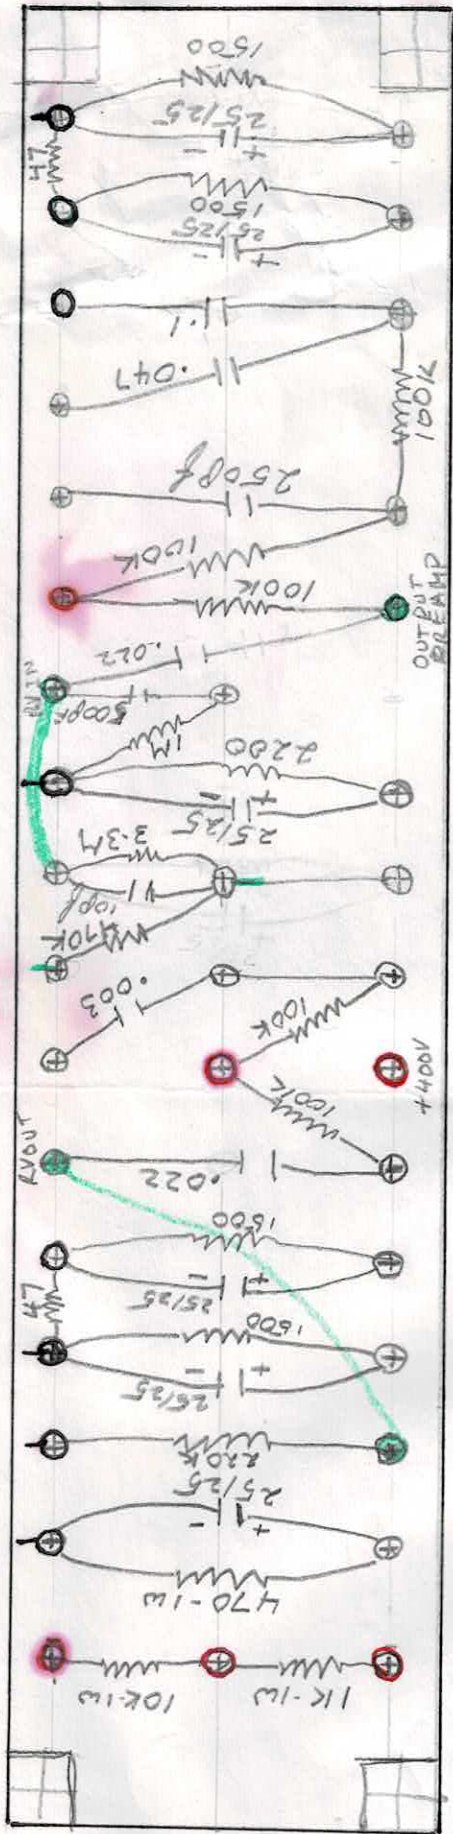 1500
25/25
- +
47
1500
25/25
- +
.1
.047
100K
250pf
100K
100K
OUTPUT
PREAMP
.022
RV IN
500pf
1M
2200
- +
25/25
3.3M
10pf
470K
.003
100K
+400V
100K
RVOUT
.022
1500
- +
25/25
47
1500
- +
25/25
220K
25/25
- +
470-1W
10K-1W
1K-1W